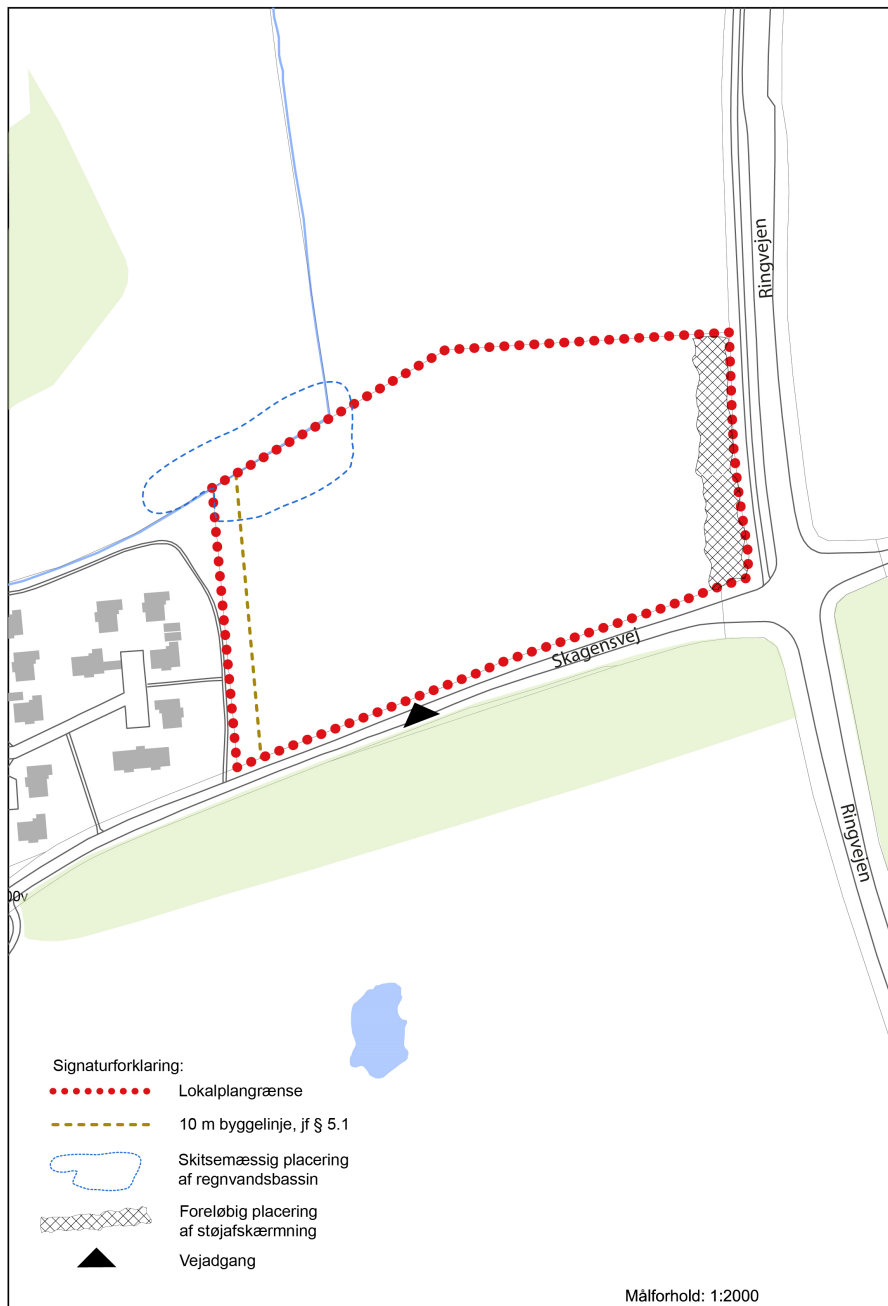 Ringvejen
Skagensvej
Ringvejen
Signaturforklaring:
Lokalplangrænse
10 m byggelinje, jf § 5.1
Skitsemæssig placering
af regnvandsbassin
Foreløbig placering
af støjafskærmning
Vejadgang
Målforhold: 1:2000